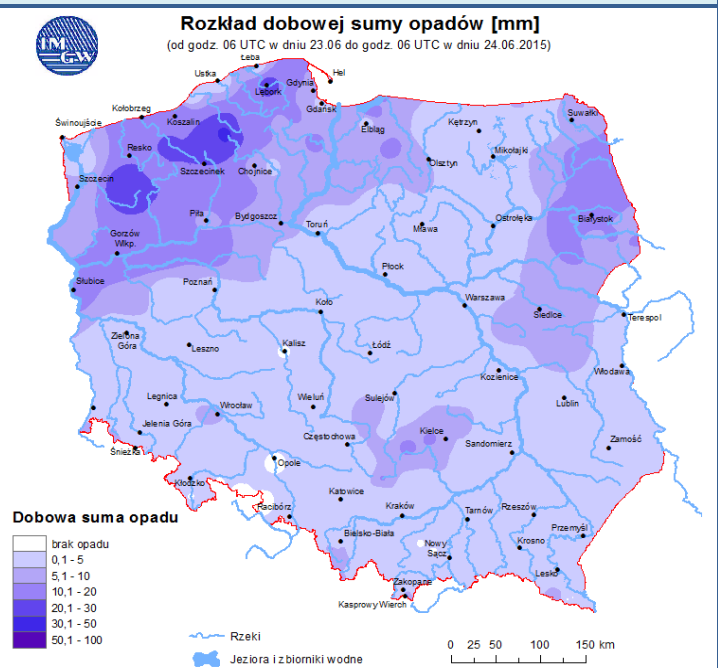 Rozkład dobowej sumy opadów [mm]
(od godz. 06 UTC w dniu 23.06 do godz. 06 UTC w dniu 24.06.2015)
IM
GW
Łeba
Ustka
Hel
Gdynia
Lębork
Gdańsk
Kołobrzeg
Koszalin
Suwałki
Świnoujście
Elbląg
Kętrzyn
Resko
Mikołajki
Olsztyn
Szczecin
Szczecinek
Chojnice
Piła
Bydgoszcz
Toruń
Mława
Ostrołęka
Białystok
Gorzów
Wlkp.
Płock
Słubice
Poznań
Koło
Warszawa
Siedlce
Terespol
Zielona
Góra
Leszno
Kalisz
Łódź
Kozienice
Włodawa
Legnica
Wrocław
Wieluń
Sulejów
Lublin
Jelenia Góra
Częstochowa
Kielce
Sandomierz
Zamość
Śnieżka
Opole
Kłodzko
Katowice
Racibórz
Kraków
Tarnów
Rzeszów
Przemyśl
Bielsko-Biała
Nowy
Sącz
Krosno
Lesko
Zakopane
Kasprowy Wierch
Dobowa suma opadu
brak opadu
0,1 - 5
5,1 - 10
10,1 - 20
20,1 - 30
30,1 - 50
50,1 - 100
Rzeki
Jeziora i zbiorniki wodne
0 25 50 100 150 km